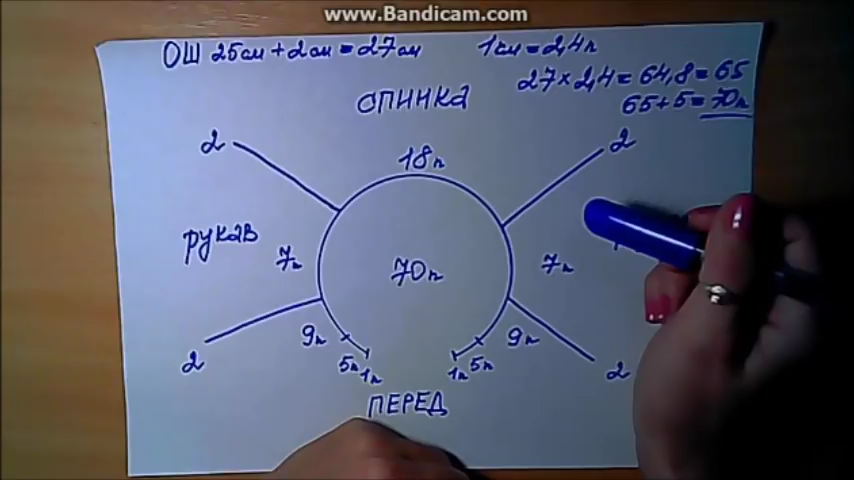 www.Bandicam.com
ОШ 25см + 2см = 27см
1см = 2,4п
27 × 2,4 = 64,8 = 65
65 + 5 = 70п
СПИНКА
2
2
18п
рукав
7п
70п
7п
9п
9п
2
5п
1п
1п
5п
2
ПЕРЕД